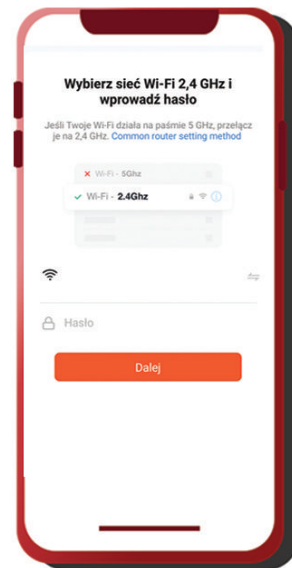 Wybierz sieć Wi-Fi 2,4 GHz i
wprowadź hasło
Jeśli Twoje Wi-Fi działa na paśmie 5 GHz, przełącz
je na 2,4 GHz. Common router setting method
Wi-Fi - 5Ghz
Wi-Fi - 2.4Ghz
Hasło
Dalej